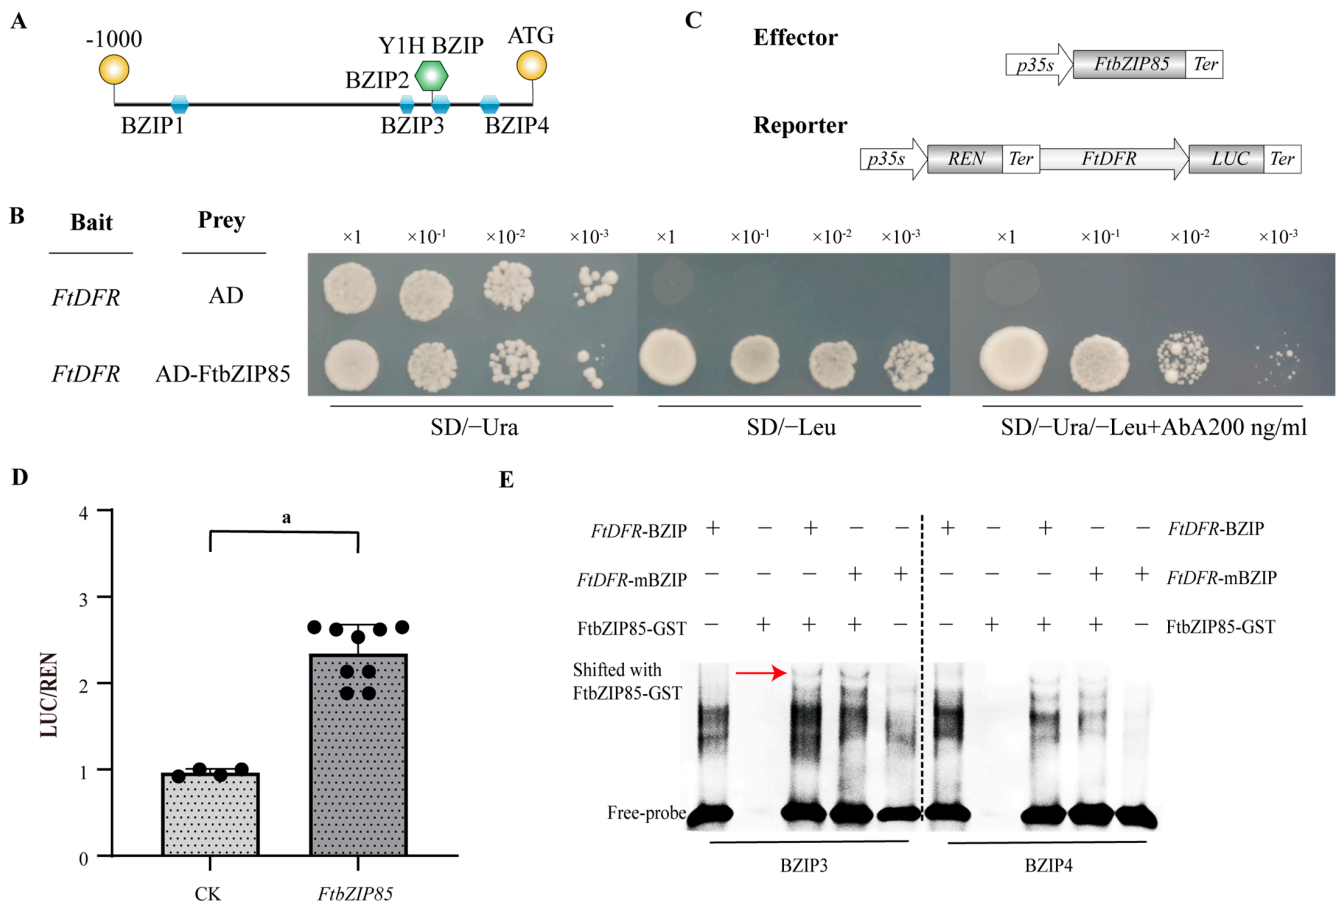 A
-1000
Y1H BZIP
ATG
BZIP2
BZIP1
BZIP3
BZIP4
C
Effector
p35s
FtbZIP85
Ter
Reporter
p35s
REN
Ter
FtDFR
LUC
Ter
B
Bait
Prey
×1 ×10-1 ×10-2 ×10-3 ×1 ×10-1 ×10-2 ×10-3 ×1 ×10-1 ×10-2 ×10-3
FtDFR AD
FtDFR AD-FtbZIP85
SD/−Ura SD/−Leu SD/−Ura/−Leu+AbA200 ng/ml
D
LUC/REN
4
3
2
1
0
a
CK FtbZIP85
E
FtDFR-BZIP + − + − − + − + − − FtDFR-BZIP
FtDFR-mBZIP − − − + + − − − + + FtDFR-mBZIP
FtbZIP85-GST − + + + − − + + + − FtbZIP85-GST
Shifted with
FtbZIP85-GST
Free-probe
BZIP3 BZIP4